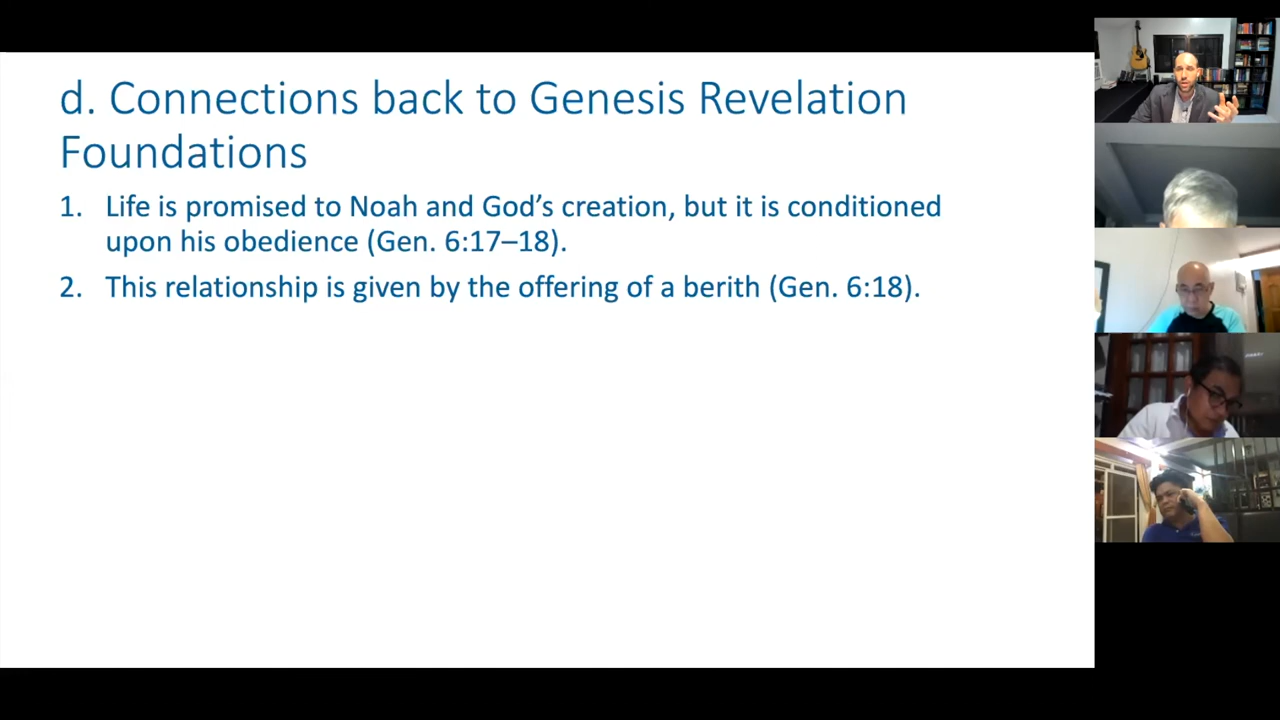 d. Connections back to Genesis Revelation
Foundations
1. Life is promised to Noah and God’s creation, but it is conditioned
upon his obedience (Gen. 6:17–18).
2. This relationship is given by the offering of a berith (Gen. 6:18).